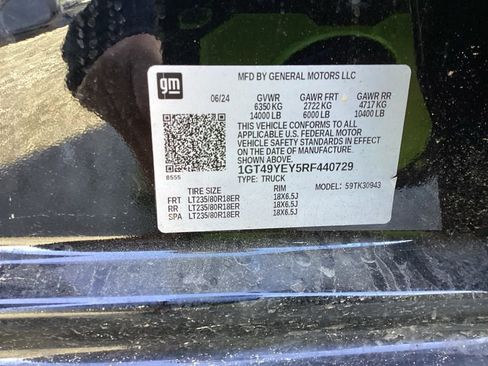 gm
MFD BY GENERAL MOTORS LLC
06/24 GVWR GAWR FRT GAWR RR
6350 KG 2722 KG 4717 KG
14000 LB 6000 LB 10400 LB
THIS VEHICLE CONFORMS TO ALL
APPLICABLE U.S. FEDERAL MOTOR
VEHICLE SAFETY STANDARDS IN EFFECT
ON THE DATE OF MANUFACTURE.
1GT49YEY5RF440729
8555 TYPE: TRUCK
TIRE SIZE RIM MODEL: 59TK30943
FRT LT235/80R18ER 18X6.5J
RR LT235/80R18ER 18X6.5J
SPA LT235/80R18ER 18X6.5J